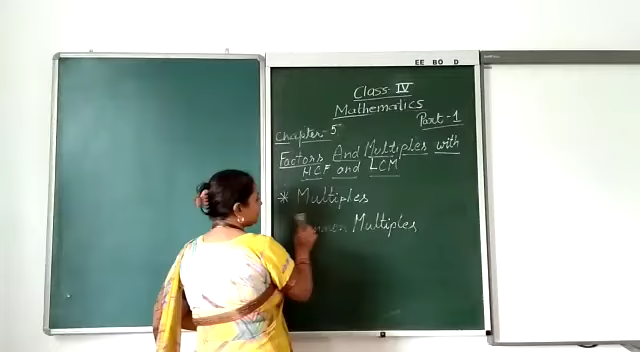 EE BO D
Class-IV
Mathematics
Part-1
Chapter-5
Factors And Multiples with
HCF and LCM
* Multiples
Multiples